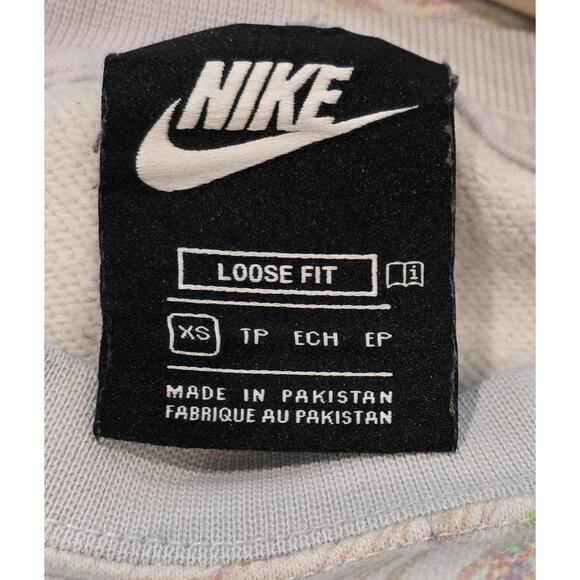 NIKE
LOOSE FIT
XS TP ECH EP
MADE IN PAKISTAN
FABRIQUE AU PAKISTAN